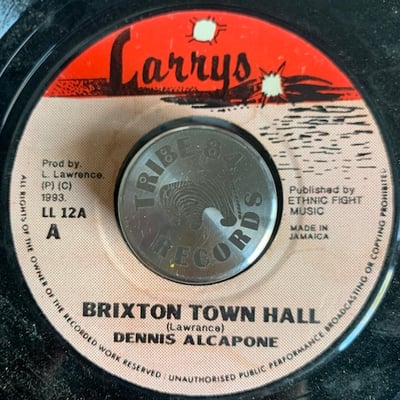 Larrys
Prod by.
L. Lawrence.
(P) (C)
1993.
LL 12A
A
TRIBE 84
RECORDS
Published by
ETHNIC FIGHT
MUSIC
MADE IN
JAMAICA
BRIXTON TOWN HALL
(Lawrance)
DENNIS ALCAPONE
ALL RIGHTS OF THE OWNER OF THE RECORDED WORK RESERVED : UNAUTHORISED PUBLIC PERFORMANCE BROADCASTING OR COPYING PROHIBITED